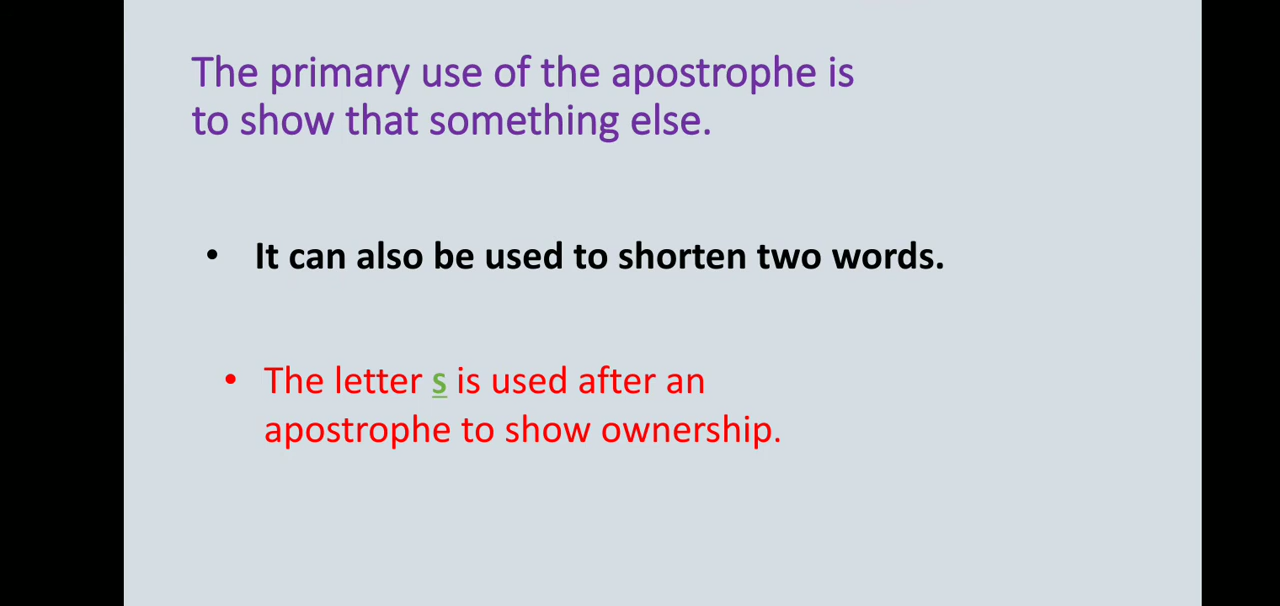 The primary use of the apostrophe is
to show that something else.
• It can also be used to shorten two words.
• The letter s is used after an
apostrophe to show ownership.